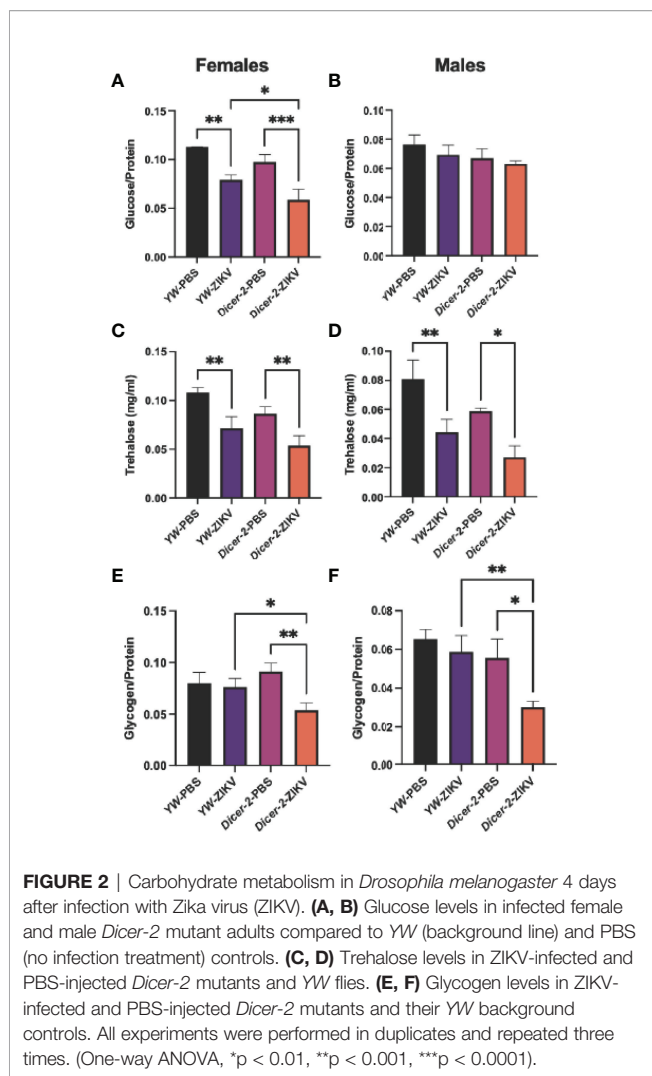 Females
Males
A
B
*
**
***
Glucose/Protein
0.15
0.10
0.05
0.00
YW-PBS
YW-ZIKV
Dicer-2-PBS
Dicer-2-ZIKV
Glucose/Protein
0.10
0.08
0.06
0.04
0.02
0.00
YW-PBS
YW-ZIKV
Dicer-2-PBS
Dicer-2-ZIKV
C
D
**
**
Trehalose (mg/ml)
0.15
0.10
0.05
0.00
YW-PBS
YW-ZIKV
Dicer-2-PBS
Dicer-2-ZIKV
**
*
Trehalose (mg/ml)
0.10
0.08
0.06
0.04
0.02
0.00
YW-PBS
YW-ZIKV
Dicer-2-PBS
Dicer-2-ZIKV
E
F
*
**
Glycogen/Protein
0.15
0.10
0.05
0.00
YW-PBS
YW-ZIKV
Dicer-2-PBS
Dicer-2-ZIKV
**
*
Glycogen/Protein
0.08
0.06
0.04
0.02
0.00
YW-PBS
YW-ZIKV
Dicer-2-PBS
Dicer-2-ZIKV
FIGURE 2 | Carbohydrate metabolism in Drosophila melanogaster 4 days
after infection with Zika virus (ZIKV). (A, B) Glucose levels in infected female
and male Dicer-2 mutant adults compared to YW (background line) and PBS
(no infection treatment) controls. (C, D) Trehalose levels in ZIKV-infected and
PBS-injected Dicer-2 mutants and YW flies. (E, F) Glycogen levels in ZIKV-
infected and PBS-injected Dicer-2 mutants and their YW background
controls. All experiments were performed in duplicates and repeated three
times. (One-way ANOVA, *p < 0.01, **p < 0.001, ***p < 0.0001).